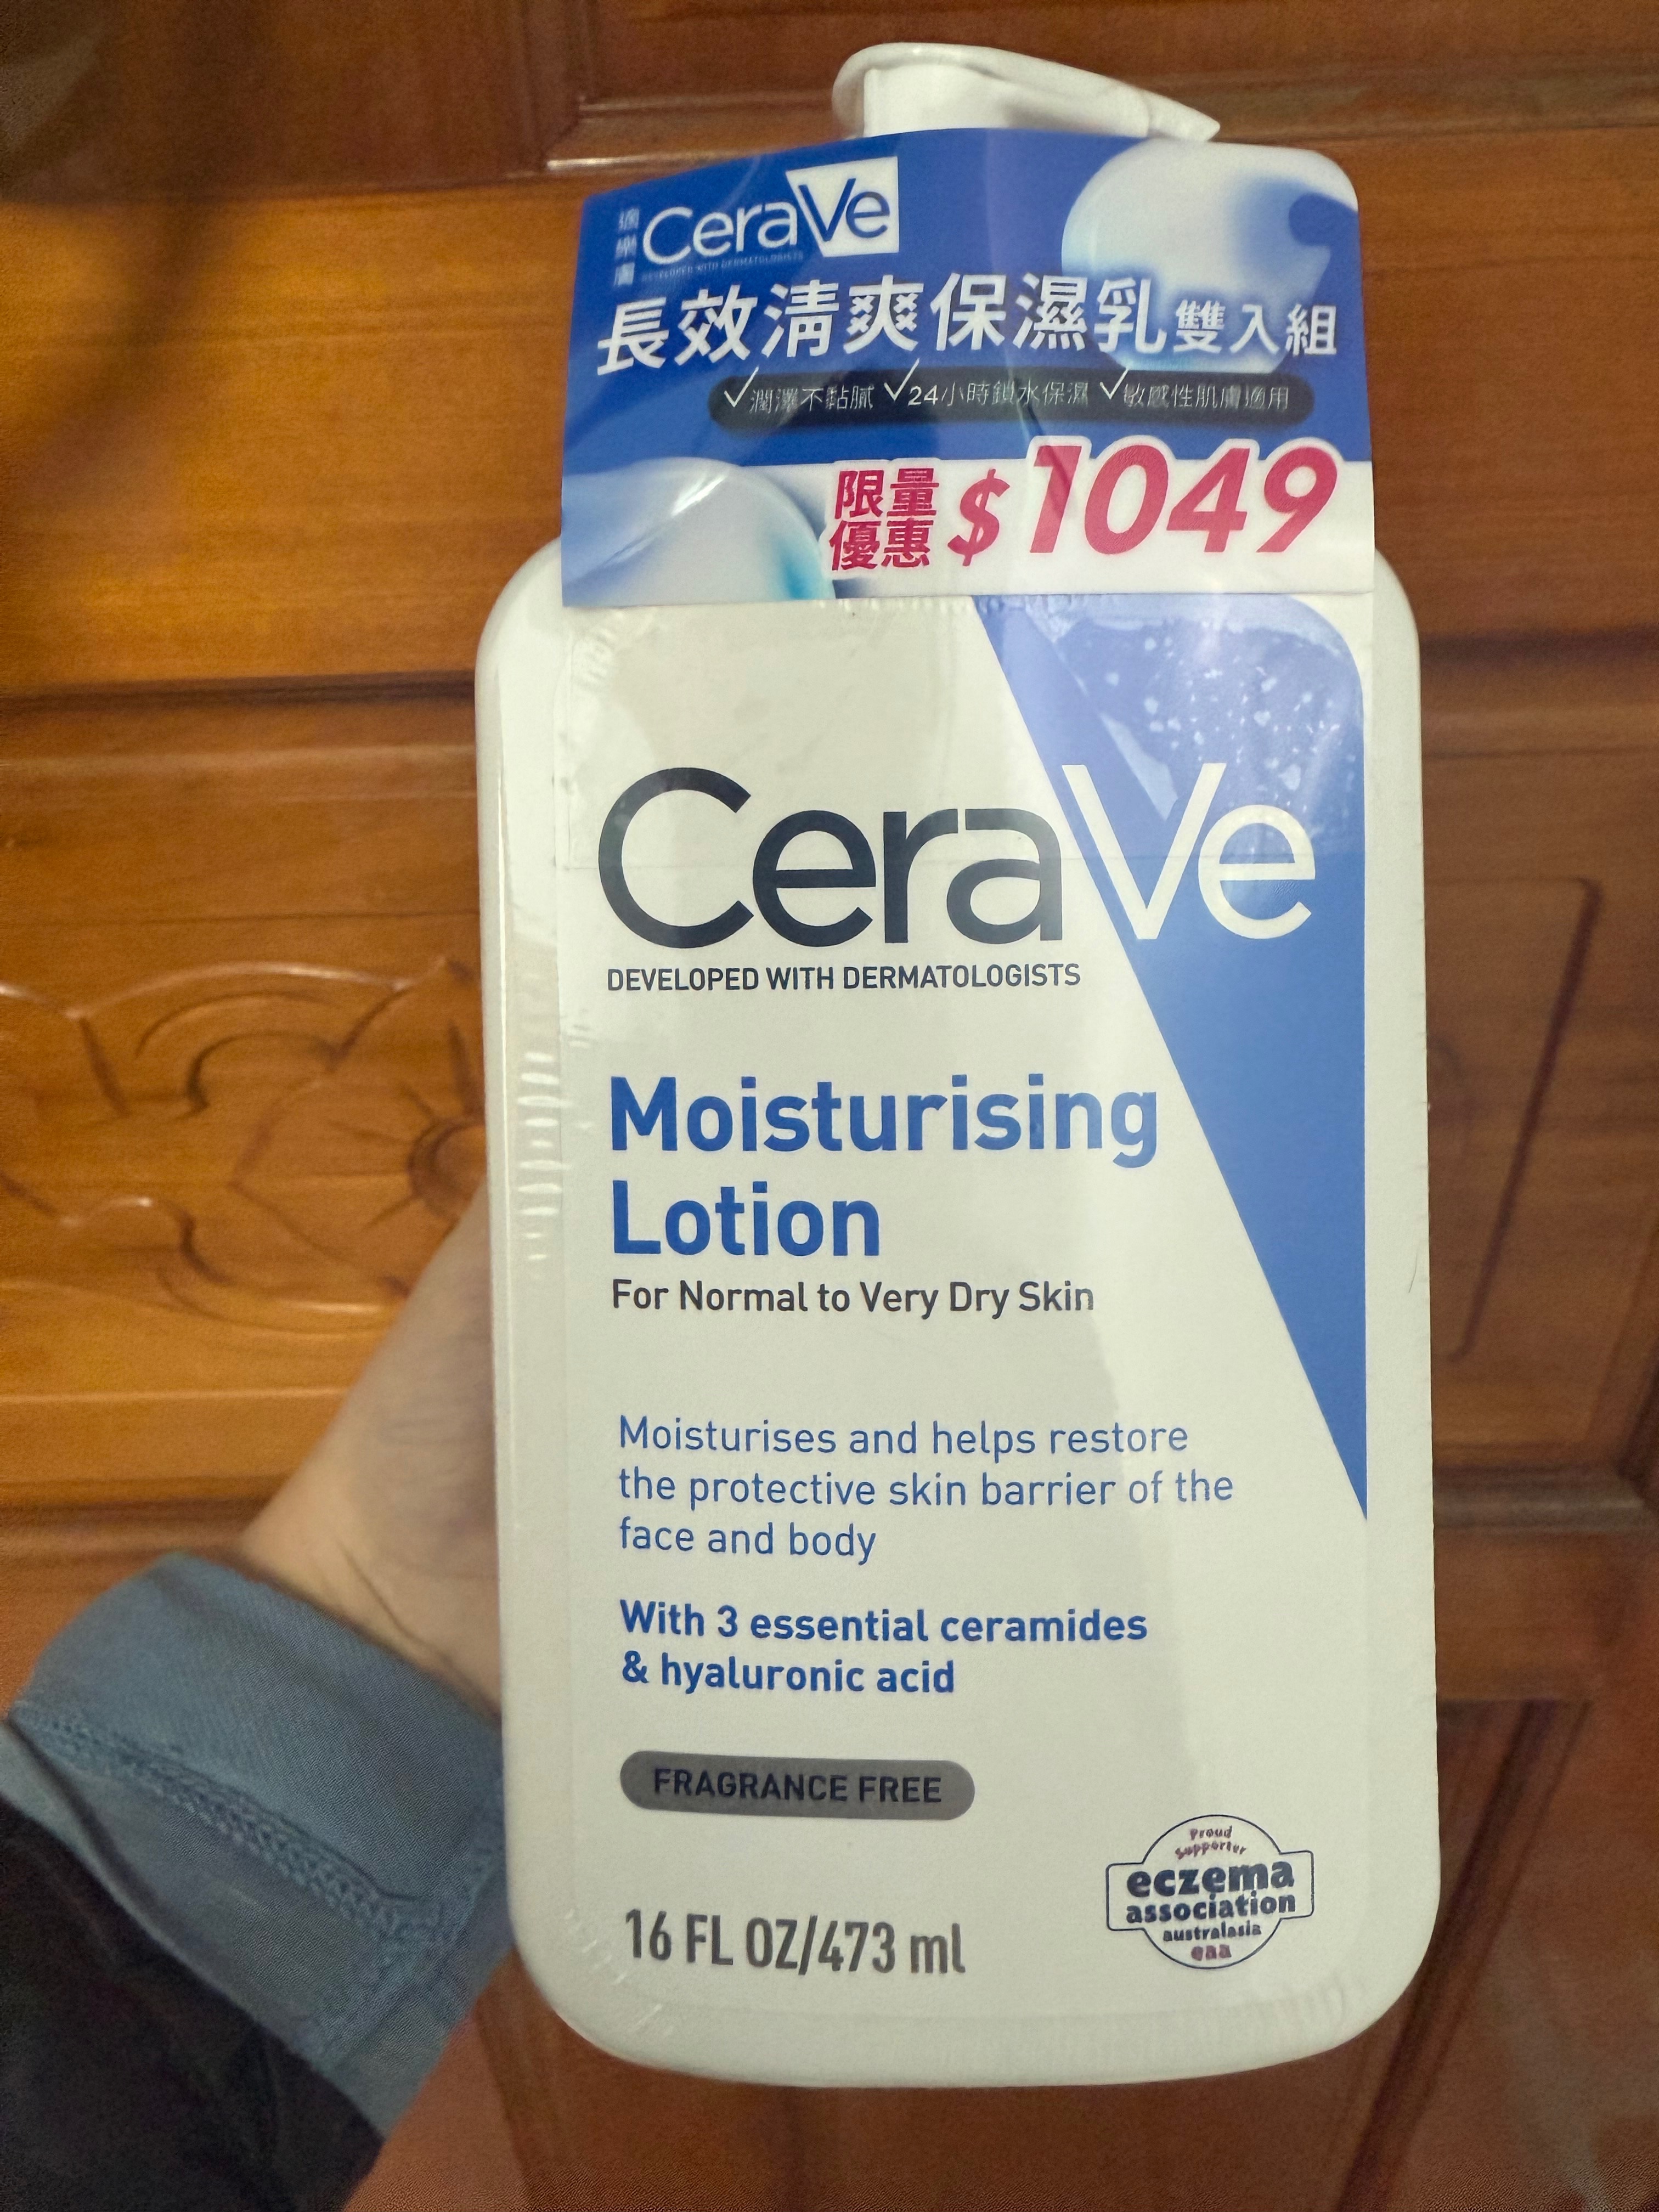 適樂膚
CeraVe
DEVELOPED WITH DERMATOLOGISTS
長效清爽保濕乳雙入組
✓潤澤不黏膩 ✓24小時鎖水保濕 ✓敏感性肌膚適用
限量
優惠 $1049
CeraVe
DEVELOPED WITH DERMATOLOGISTS
Moisturising
Lotion
For Normal to Very Dry Skin
Moisturises and helps restore
the protective skin barrier of the
face and body
With 3 essential ceramides
& hyaluronic acid
FRAGRANCE FREE
16 FL OZ/473 ml
Proud
Supporter
eczema
association
australasia
eaa